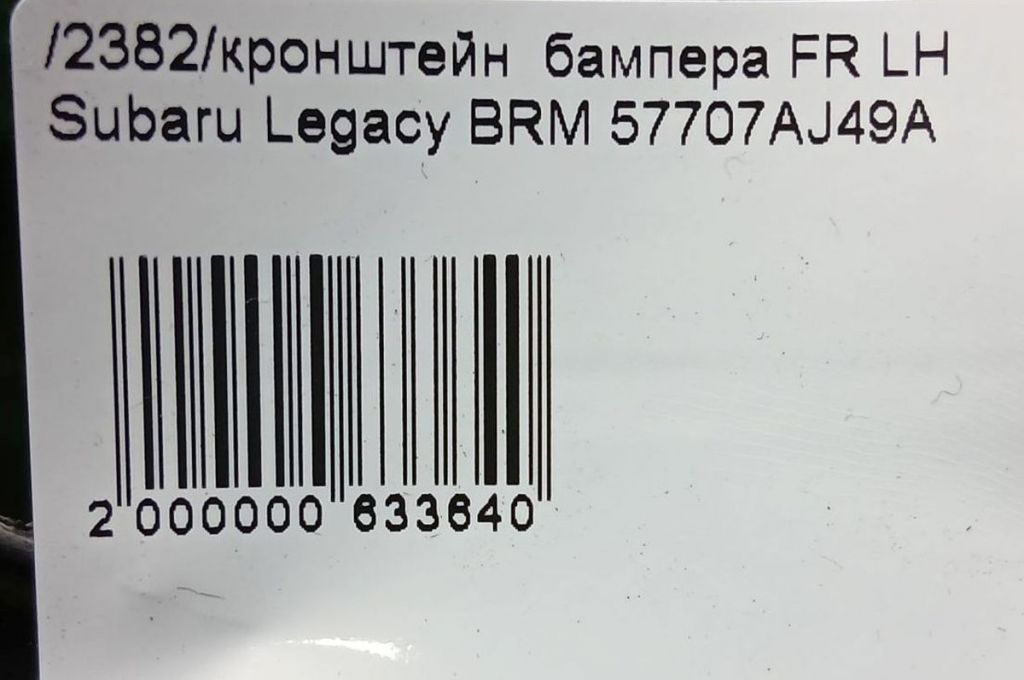 /2382/кронштейн бампера FR LH
Subaru Legacy BRM 57707AJ49A
2 000000 633640